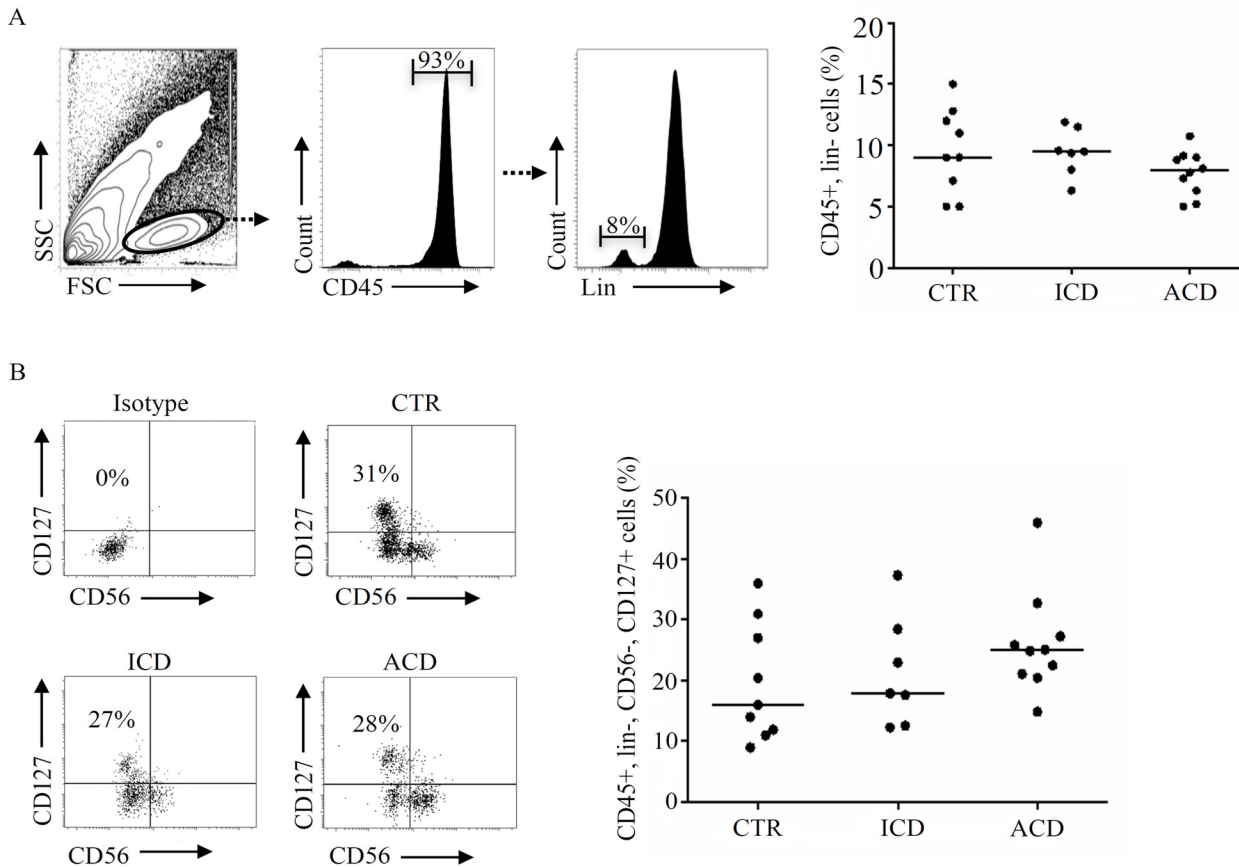 A
SSC
FSC
93%
Count
CD45
8%
Count
Lin
CD45+, lin- cells (%)
20
15
10
5
0
CTR ICD ACD
B
Isotype
0%
CD127
CD56
CTR
31%
CD127
CD56
ICD
27%
CD127
CD56
ACD
28%
CD127
CD56
CD45+, lin-, CD56-, CD127+ cells (%)
50
40
30
20
10
0
CTR ICD ACD